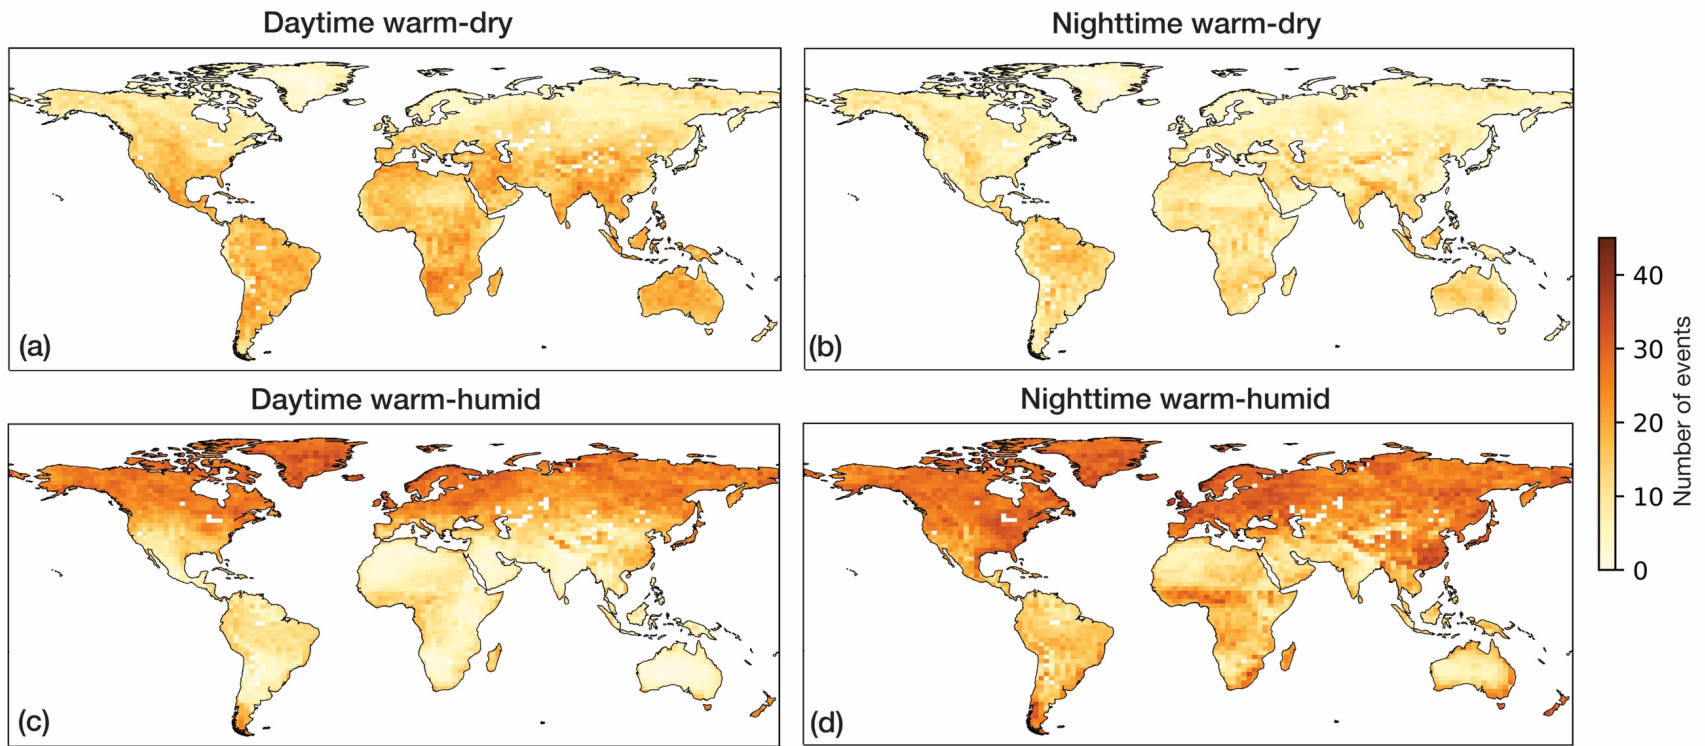 Daytime warm-dry
Nighttime warm-dry
(a)
(b)
Daytime warm-humid
Nighttime warm-humid
(c)
(d)
40
30
20
10
0
Number of events